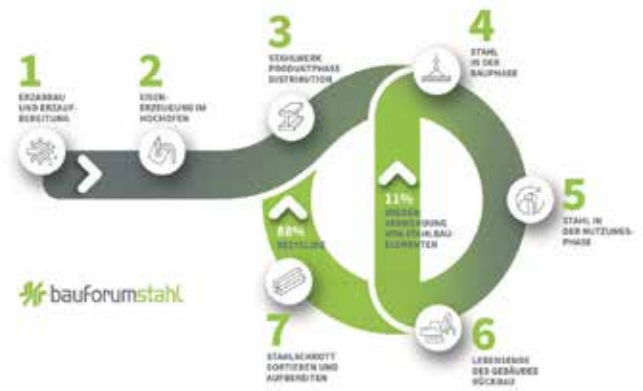 1
ERZABBAU
UND ERZAUF-
BEREITUNG
2
EISEN-
ERZEUGUNG IM
HOCHOFEN
3
STAHLWERK
PRODUKTPHASE
DISTRIBUTION
4
STAHL
IN DER
BAUPHASE
5
STAHL IN
DER NUTZUNGS-
PHASE
11%
WIEDER-
VERWENDUNG
VON STAHLBAU-
ELEMENTEN
88%
RECYCLING
bauforumstahl
7
STAHLSCHROTT
SORTIEREN UND
AUFBEREITEN
6
LEBENSENDE
DES GEBÄUDES
RÜCKBAU